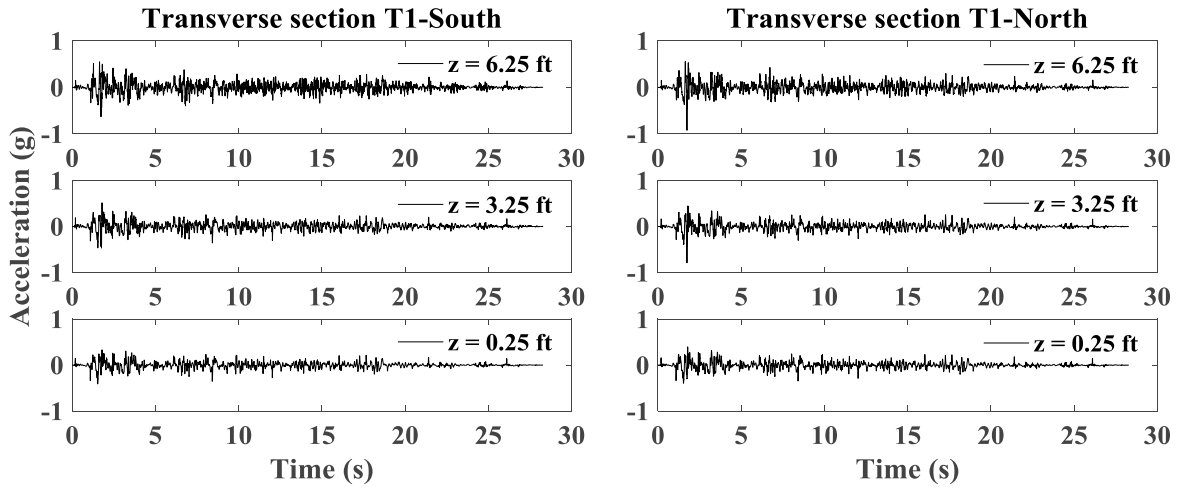 Transverse section T1-South
Transverse section T1-North
Acceleration (g)
1
0
-1
z = 6.25 ft
0 5 10 15 20 25 30
1
0
-1
z = 3.25 ft
0 5 10 15 20 25 30
1
0
-1
z = 0.25 ft
0 5 10 15 20 25 30
Time (s)
1
0
-1
z = 6.25 ft
0 5 10 15 20 25 30
1
0
-1
z = 3.25 ft
0 5 10 15 20 25 30
1
0
-1
z = 0.25 ft
0 5 10 15 20 25 30
Time (s)